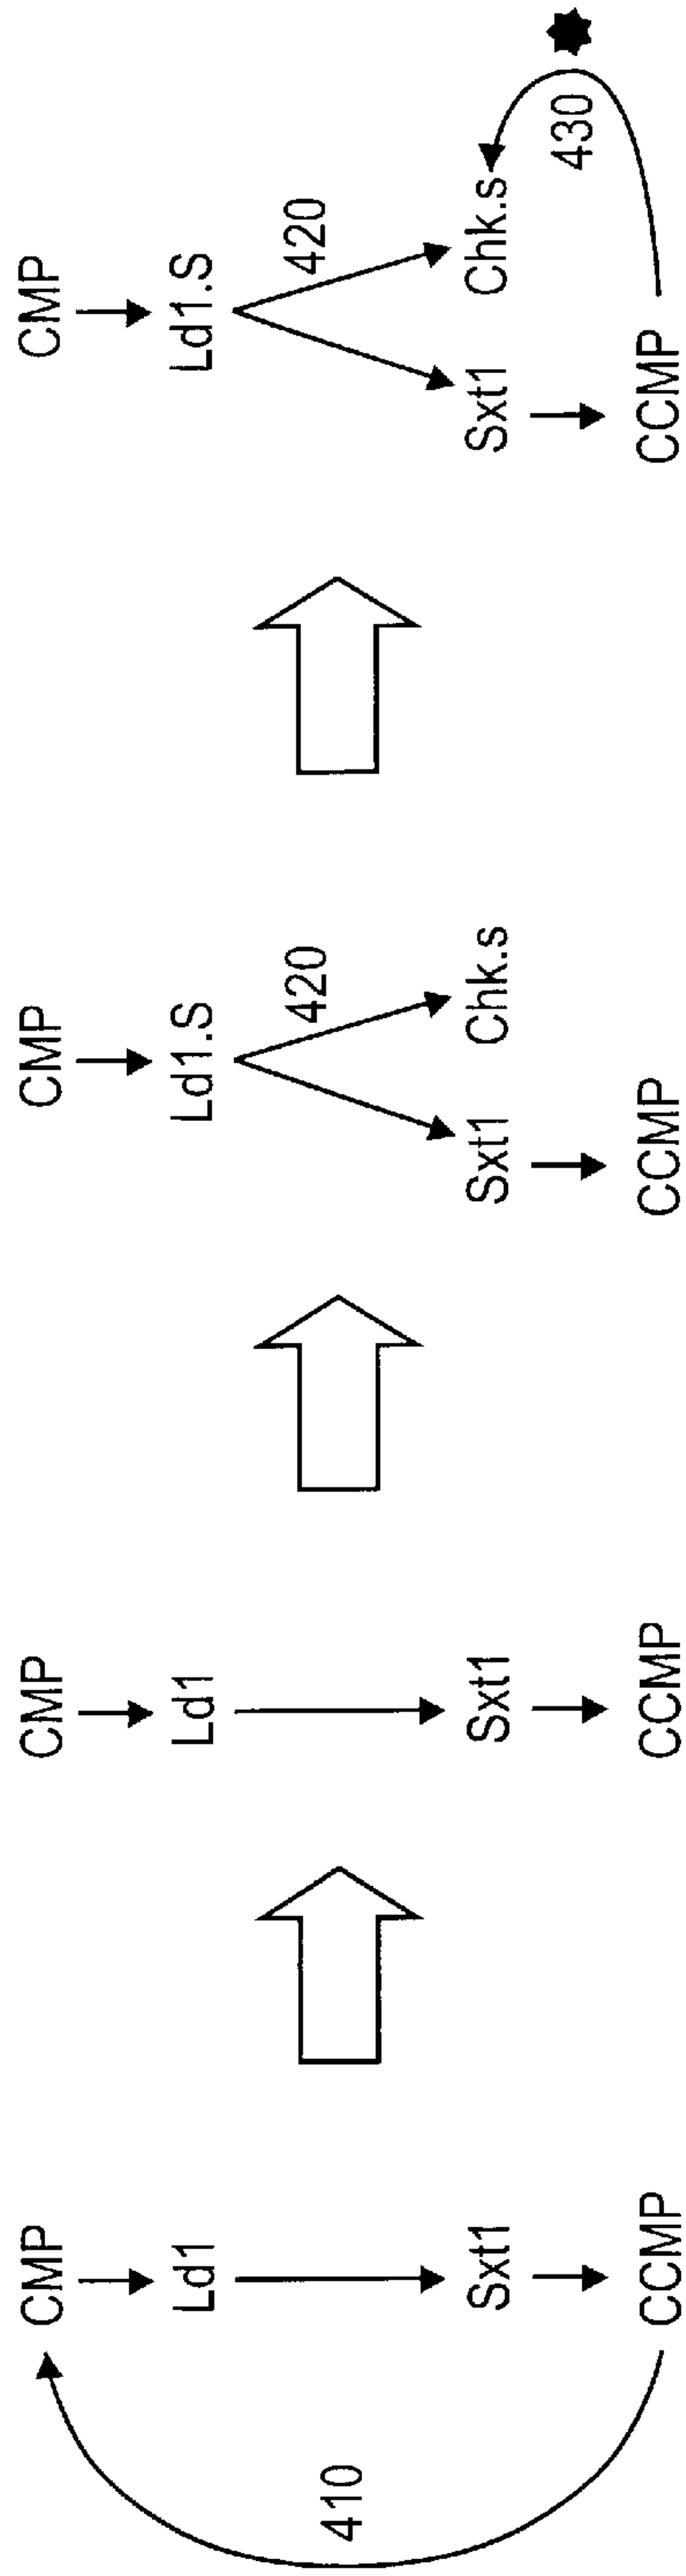 CMP
Ld1
Sxt1
CCMP
410
CMP
Ld1
Sxt1
CCMP
CMP
Ld1.S
420
Sxt1
Chk.s
CCMP
CMP
Ld1.S
420
Sxt1
Chk.s
430
CCMP